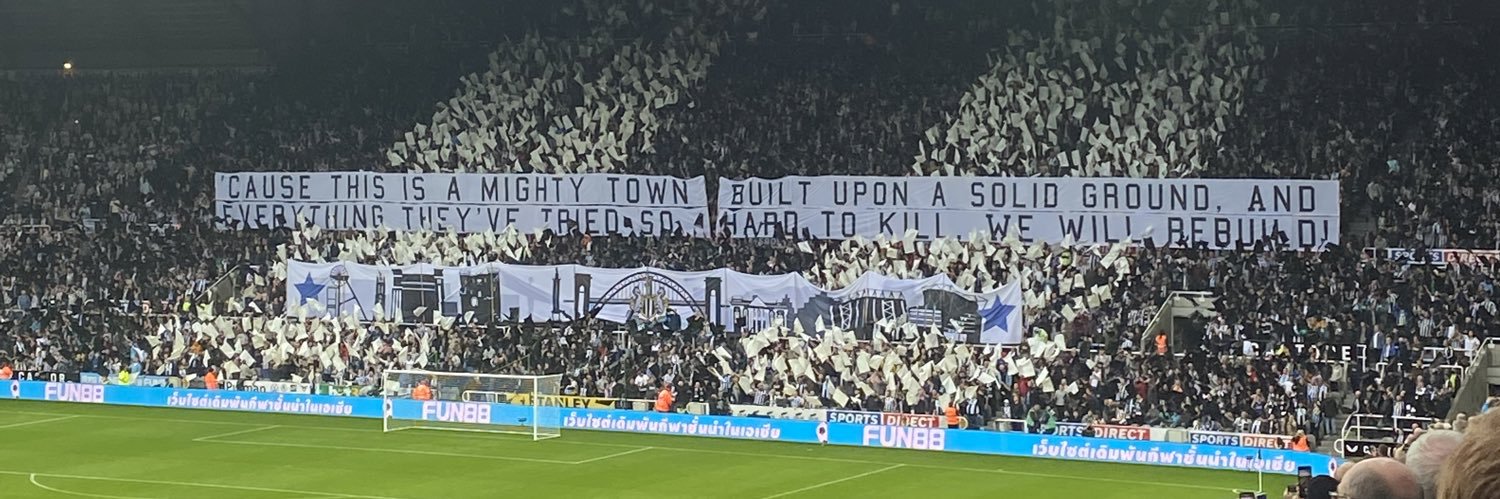 'CAUSE THIS IS A MIGHTY TOWN BUILT UPON A SOLID GROUND, AND
EVERYTHING THEY'VE TRIED SO HARD TO KILL, WE WILL REBUILD!
SPORTS DIRECT
FUN88
STANLEY
FUN88 เว็บไซต์เดิมพันกีฬาชั้นนำในเอเชีย FUN88 เว็บไซต์เดิมพันกีฬาชั้นนำในเอเชีย FUN88 เว็บไซต์เดิมพันกีฬาชั้นนำในเอเชีย
SPORTS DIRECT
RTS DIRECT
SPORTS DIRECT